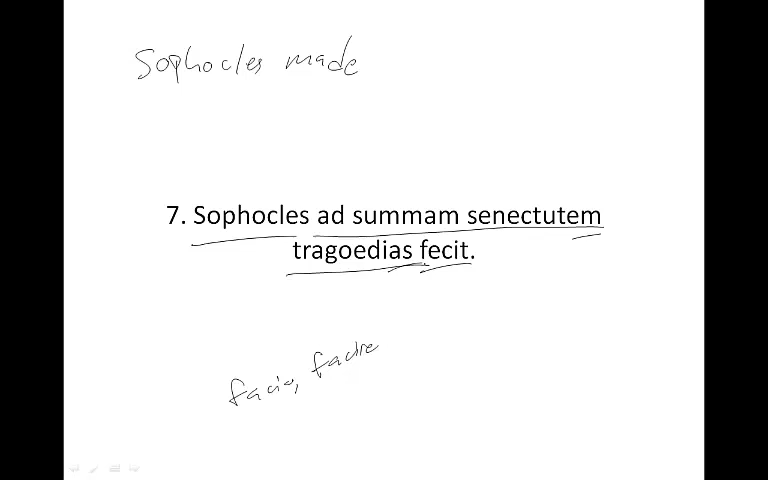 Sophocles made
7. Sophocles ad summam senectutem
tragoedias fecit.
facio, facere